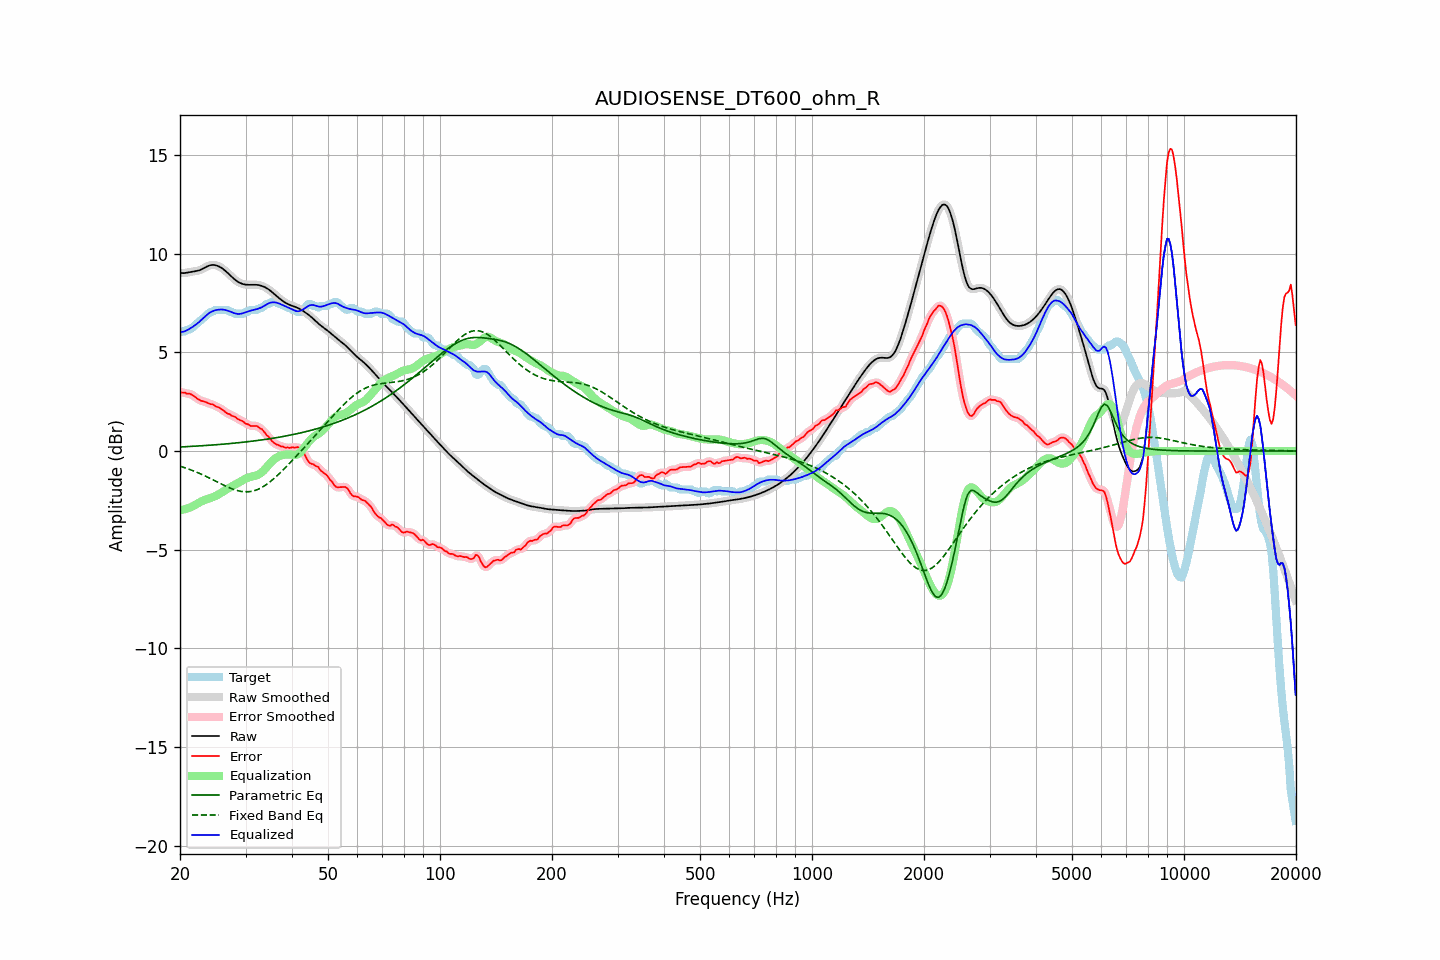 AUDIOSENSE_DT600_ohm_R
15
10
5
0
−5
−10
−15
−20
Amplitude (dBr)
Target
Raw Smoothed
Error Smoothed
Raw
Error
Equalization
Parametric Eq
Fixed Band Eq
Equalized
20 50 100 200 500 1000 2000 5000 10000 20000
Frequency (Hz)